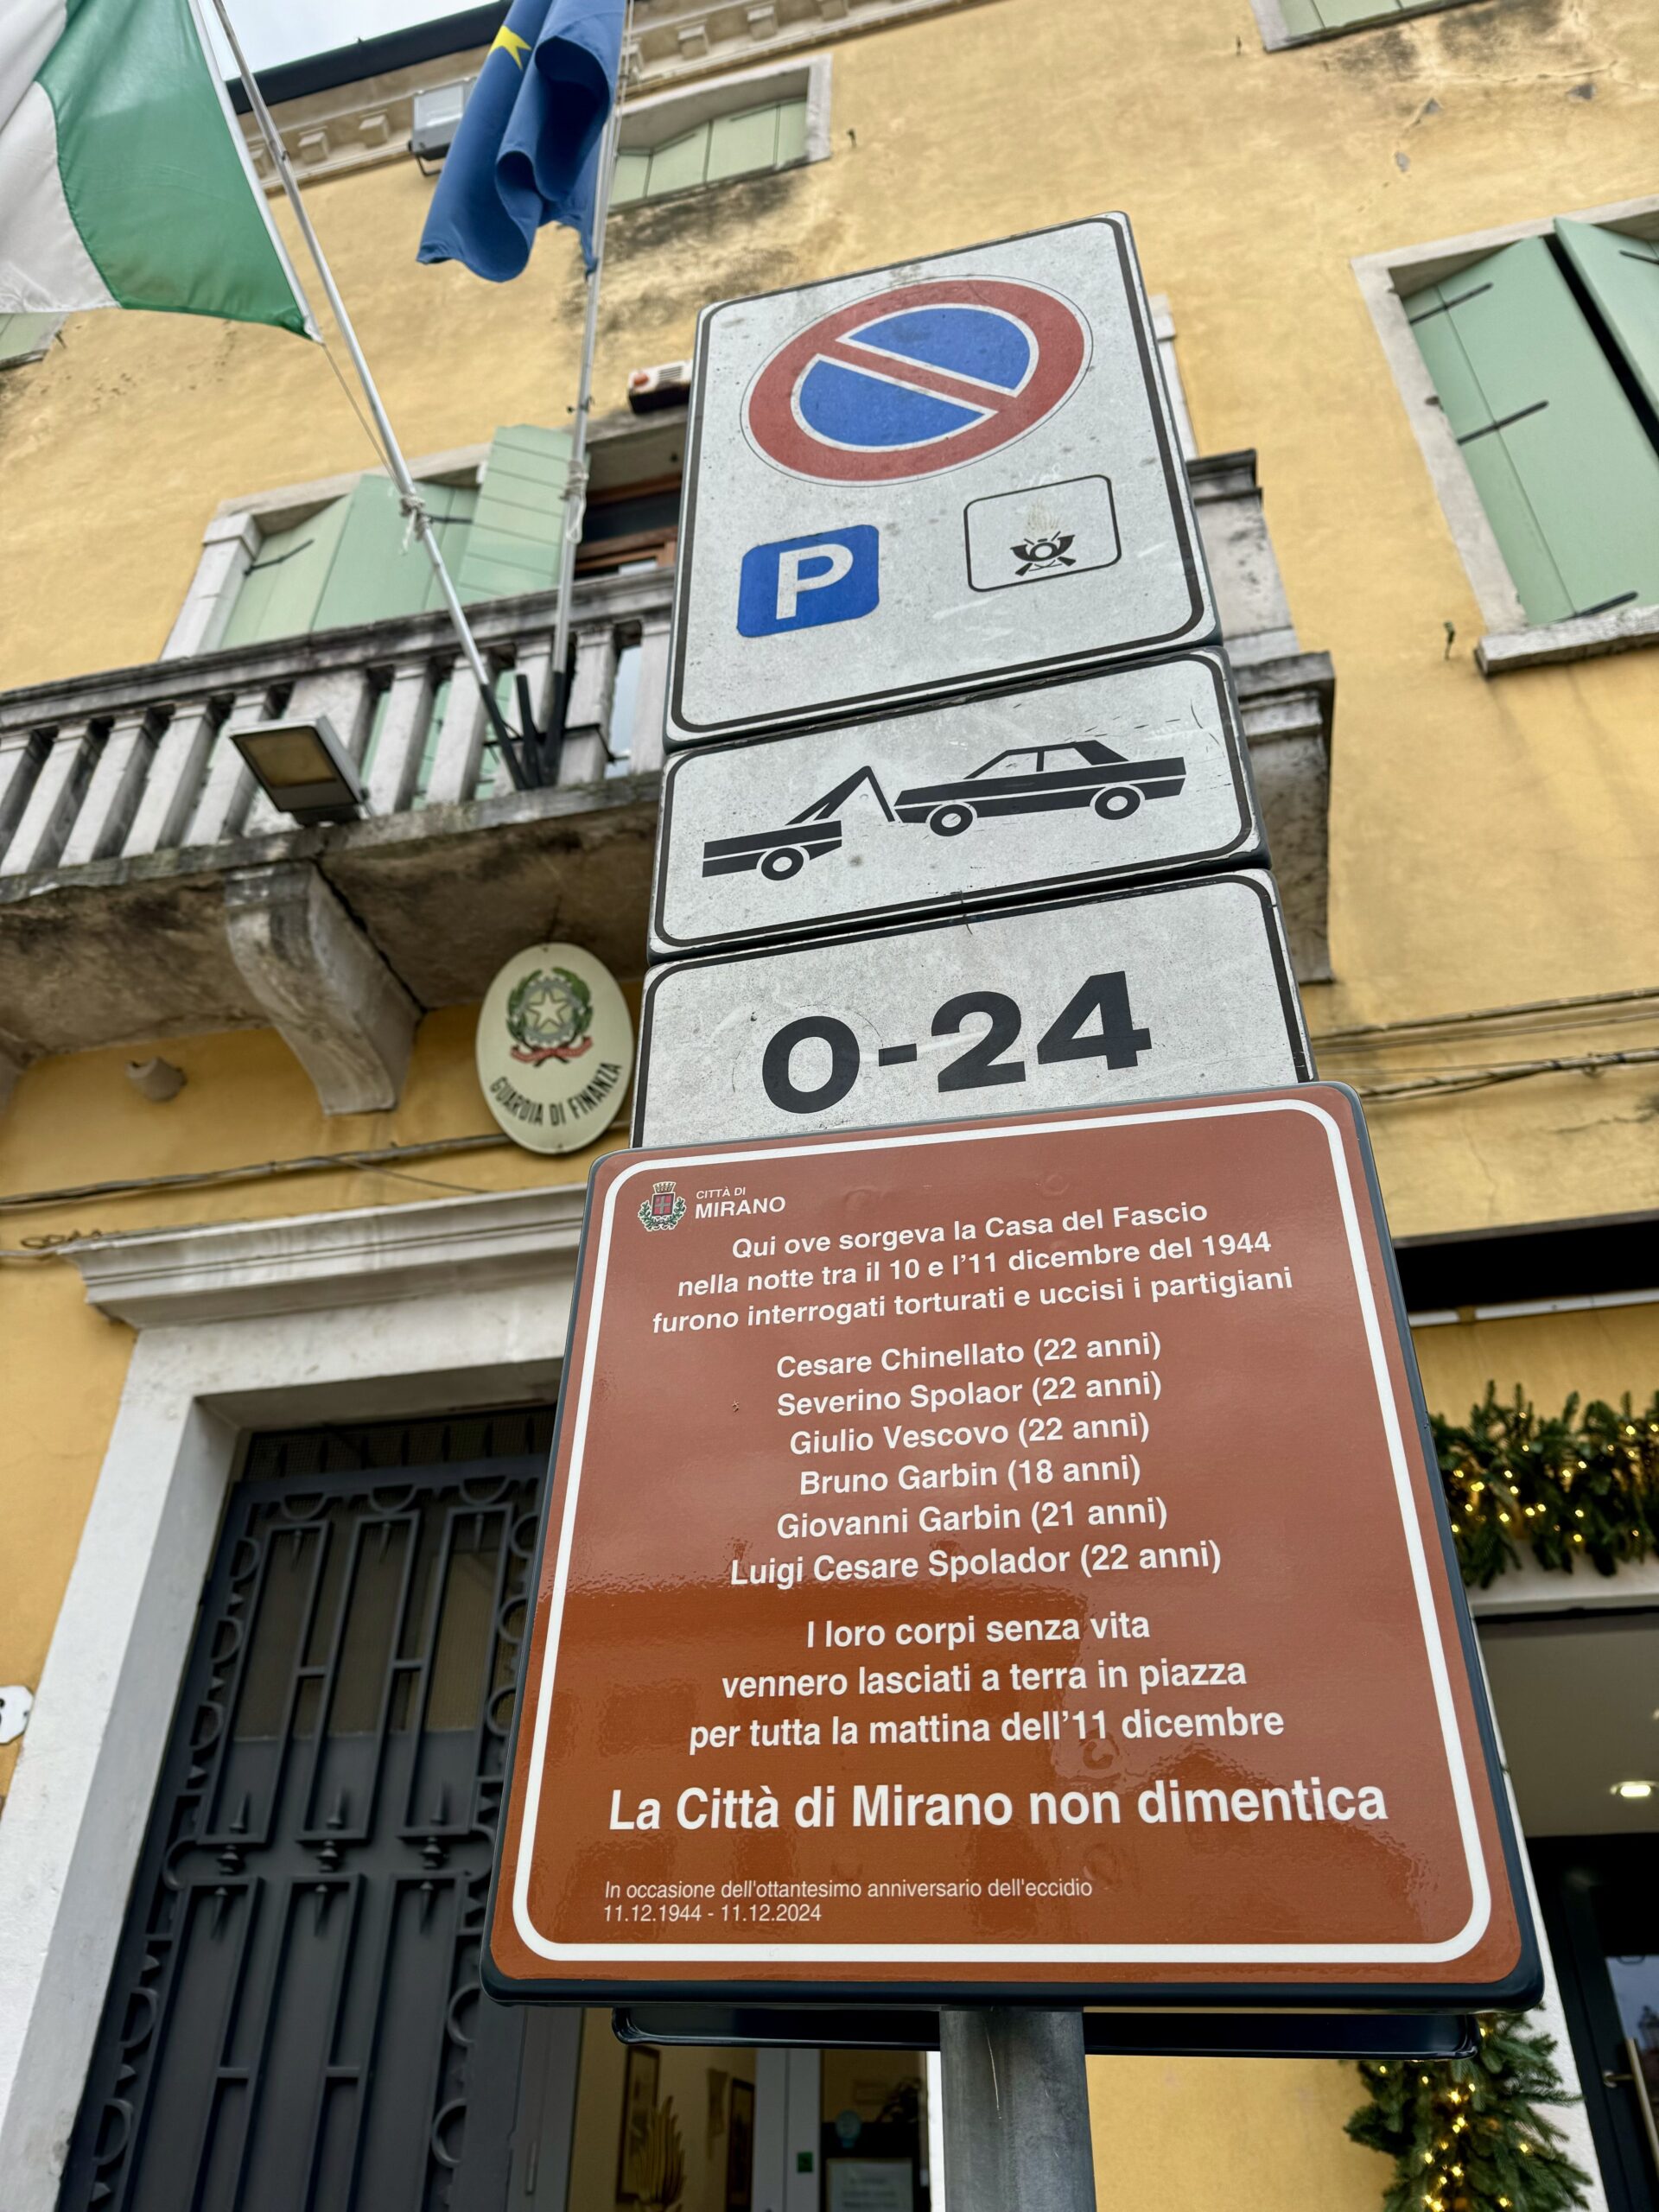 P
0-24
GUARDIA DI FINANZA
CITTÀ DI
MIRANO
Qui ove sorgeva la Casa del Fascio
nella notte tra il 10 e l'11 dicembre del 1944
furono interrogati torturati e uccisi i partigiani
Cesare Chinellato (22 anni)
Severino Spolaor (22 anni)
Giulio Vescovo (22 anni)
Bruno Garbin (18 anni)
Giovanni Garbin (21 anni)
Luigi Cesare Spolador (22 anni)
I loro corpi senza vita
vennero lasciati a terra in piazza
per tutta la mattina dell'11 dicembre
La Città di Mirano non dimentica
In occasione dell'ottantesimo anniversario dell'eccidio
11.12.1944 - 11.12.2024